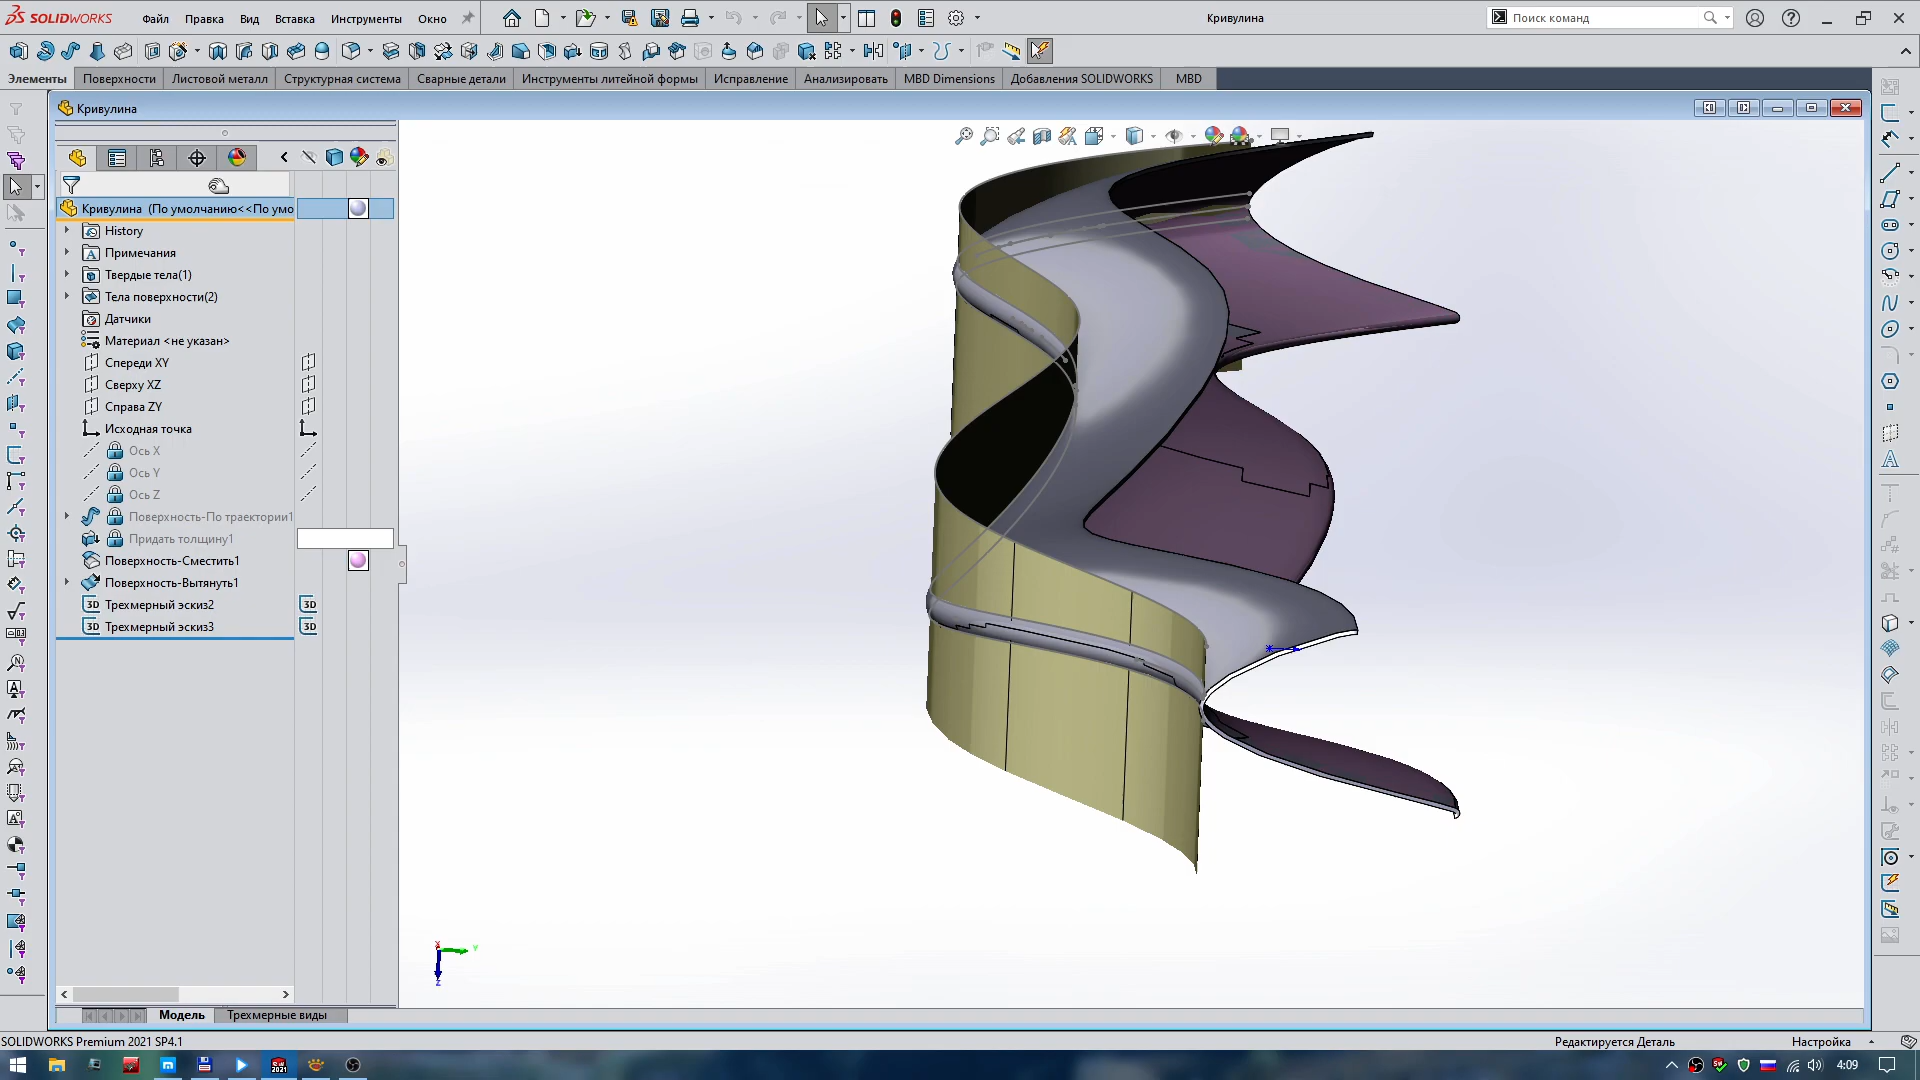 SOLIDWORKS Файл Правка Вид Вставка Инструменты Окно Кривулина Поиск команд
Элементы Поверхности Листовой металл Структурная система Сварные детали Инструменты литейной формы Исправление Анализировать MBD Dimensions Добавления SOLIDWORKS MBD
Кривулина
Кривулина (По умолчанию<<По умо
History
Примечания
Твердые тела(1)
Тела поверхности(2)
Датчики
Материал <не указан>
Спереди XY
Сверху XZ
Справа ZY
Исходная точка
Ось X
Ось Y
Ось Z
Поверхность-По траектории1
Придать толщину1
Поверхность-Сместить1
Поверхность-Вытянуть1
3D Трехмерный эскиз2 3D
3D Трехмерный эскиз3 3D
Модель Трехмерные виды
SOLIDWORKS Premium 2021 SP4.1 Редактируется Деталь Настройка
4:09